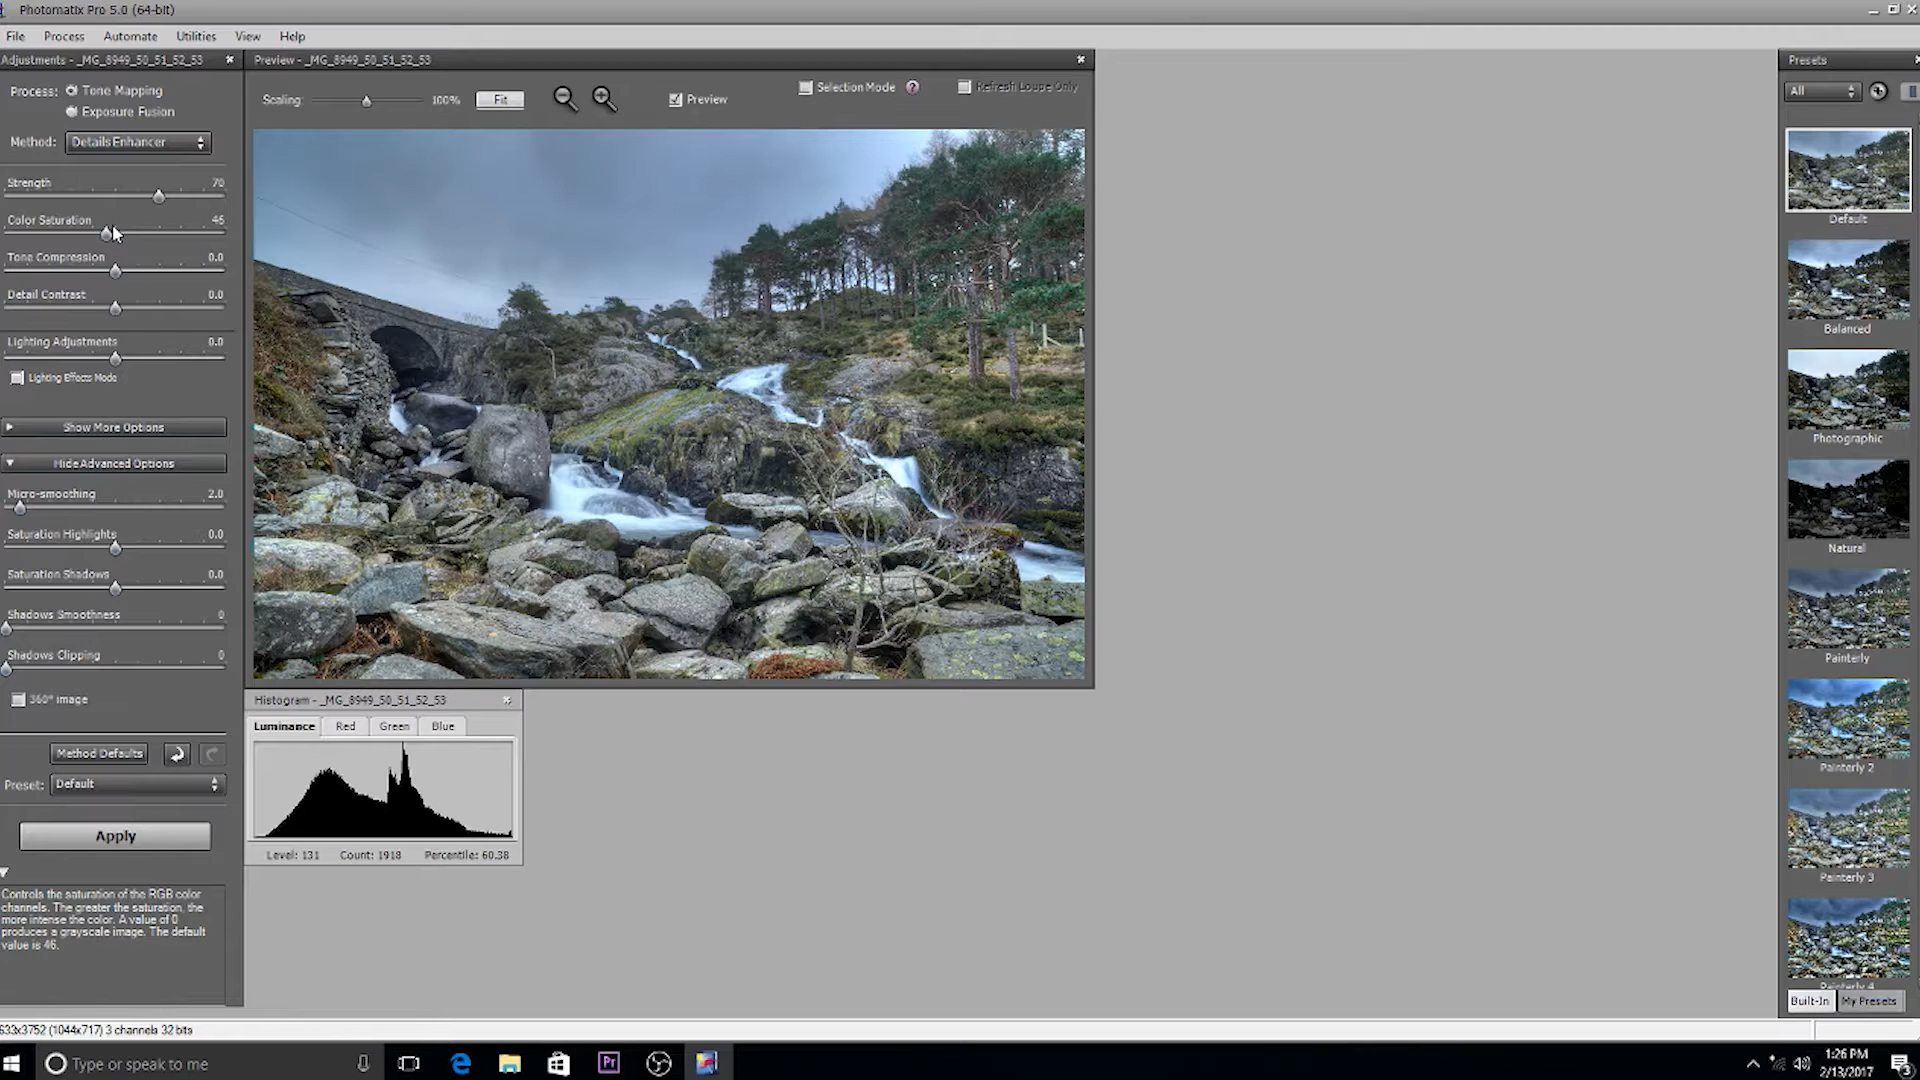 Photomatix Pro 5.0 (64-bit)
File Process Automate Utilities View Help
Adjustments - _MG_8949_50_51_52_53
Process: Tone Mapping
Exposure Fusion
Method: Details Enhancer
Strength 70
Color Saturation 45
Tone Compression 0.0
Detail Contrast 0.0
Lighting Adjustments 0.0
Lighting Effects Mode
Show More Options
Hide Advanced Options
Micro-smoothing 2.0
Saturation Highlights 0.0
Saturation Shadows 0.0
Shadows Smoothness 0
Shadows Clipping 0
360° image
Method Defaults
Preset: Default
Apply
Controls the saturation of the RGB color
channels. The greater the saturation, the
more intense the color. A value of 0
produces a grayscale image. The default
value is 46.
Preview - _MG_8949_50_51_52_53
Scaling: 100% Fit Preview Selection Mode ? Refresh Loupe Only
Histogram - _MG_8949_50_51_52_53
Luminance Red Green Blue
Level: 131 Count: 1918 Percentile: 60.38
Presets
All
Default
Balanced
Photographic
Natural
Painterly
Painterly 2
Painterly 3
Painterly 4
Built-In My Presets
633x3752 (1044x717) 3 channels 32 bits
Type or speak to me
Pr
1:26 PM
2/13/2017
3